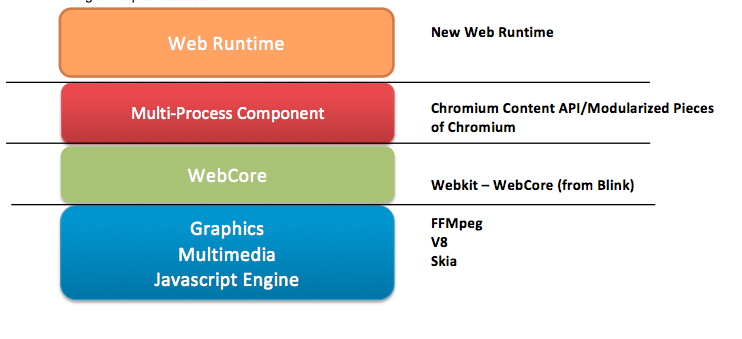 Web Runtime
New Web Runtime
Multi-Process Component
Chromium Content API/Modularized Pieces
of Chromium
WebCore
Webkit – WebCore (from Blink)
Graphics
Multimedia
Javascript Engine
FFMpeg
V8
Skia